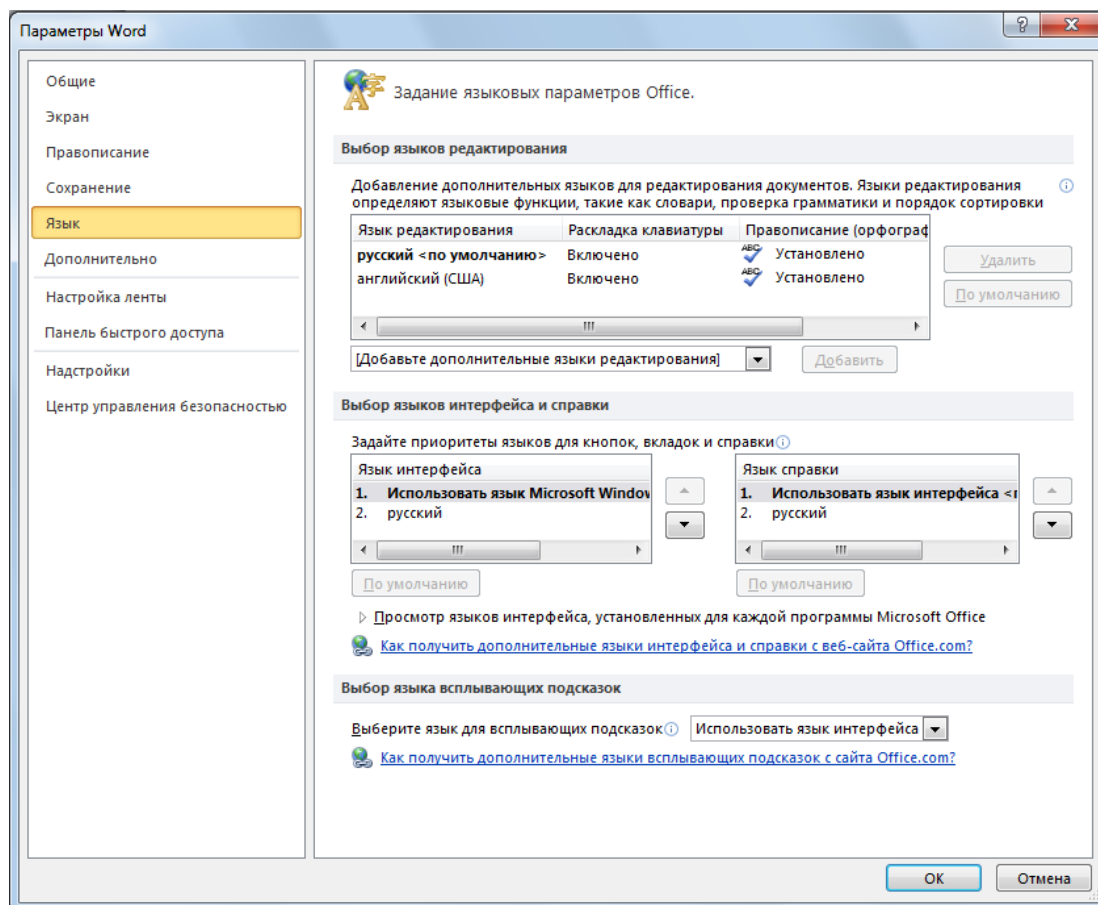 Параметры Word
Общие
Экран
Правописание
Сохранение
Язык
Дополнительно
Настройка ленты
Панель быстрого доступа
Надстройки
Центр управления безопасностью
Задание языковых параметров Office.
Выбор языков редактирования
Добавление дополнительных языков для редактирования документов. Языки редактирования
определяют языковые функции, такие как словари, проверка грамматики и порядок сортировки
Язык редактирования Раскладка клавиатуры Правописание (орфограф
русский <по умолчанию> Включено Установлено
английский (США) Включено Установлено
Удалить
По умолчанию
[Добавьте дополнительные языки редактирования] Добавить
Выбор языков интерфейса и справки
Задайте приоритеты языков для кнопок, вкладок и справки
Язык интерфейса
1. Использовать язык Microsoft Window
2. русский
По умолчанию
Язык справки
1. Использовать язык интерфейса <п
2. русский
По умолчанию
Просмотр языков интерфейса, установленных для каждой программы Microsoft Office
Как получить дополнительные языки интерфейса и справки с веб-сайта Office.com?
Выбор языка всплывающих подсказок
Выберите язык для всплывающих подсказок Использовать язык интерфейса
Как получить дополнительные языки всплывающих подсказок с сайта Office.com?
ОК Отмена